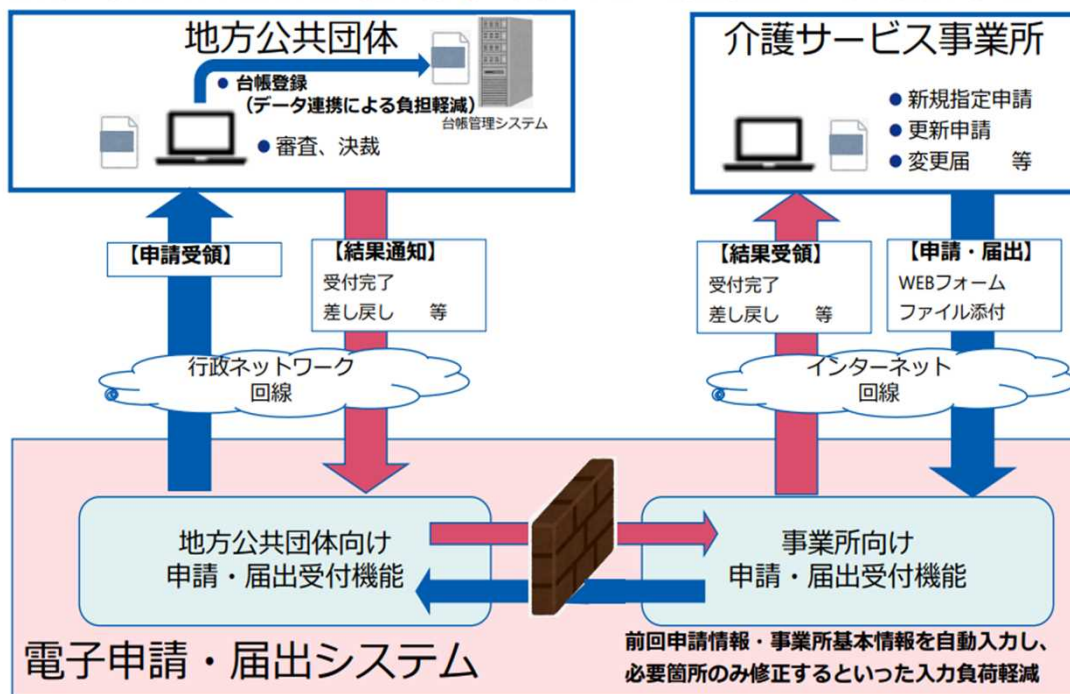 地方公共団体
● 台帳登録
（データ連携による負担軽減）
台帳管理システム
● 審査、決裁
介護サービス事業所
● 新規指定申請
● 更新申請
● 変更届　等
【申請受領】
【結果通知】
受付完了
差し戻し　等
【結果受領】
受付完了
差し戻し　等
【申請・届出】
WEBフォーム
ファイル添付
行政ネットワーク
回線
インターネット
回線
地方公共団体向け
申請・届出受付機能
事業所向け
申請・届出受付機能
電子申請・届出システム
前回申請情報・事業所基本情報を自動入力し、
必要箇所のみ修正するといった入力負荷軽減